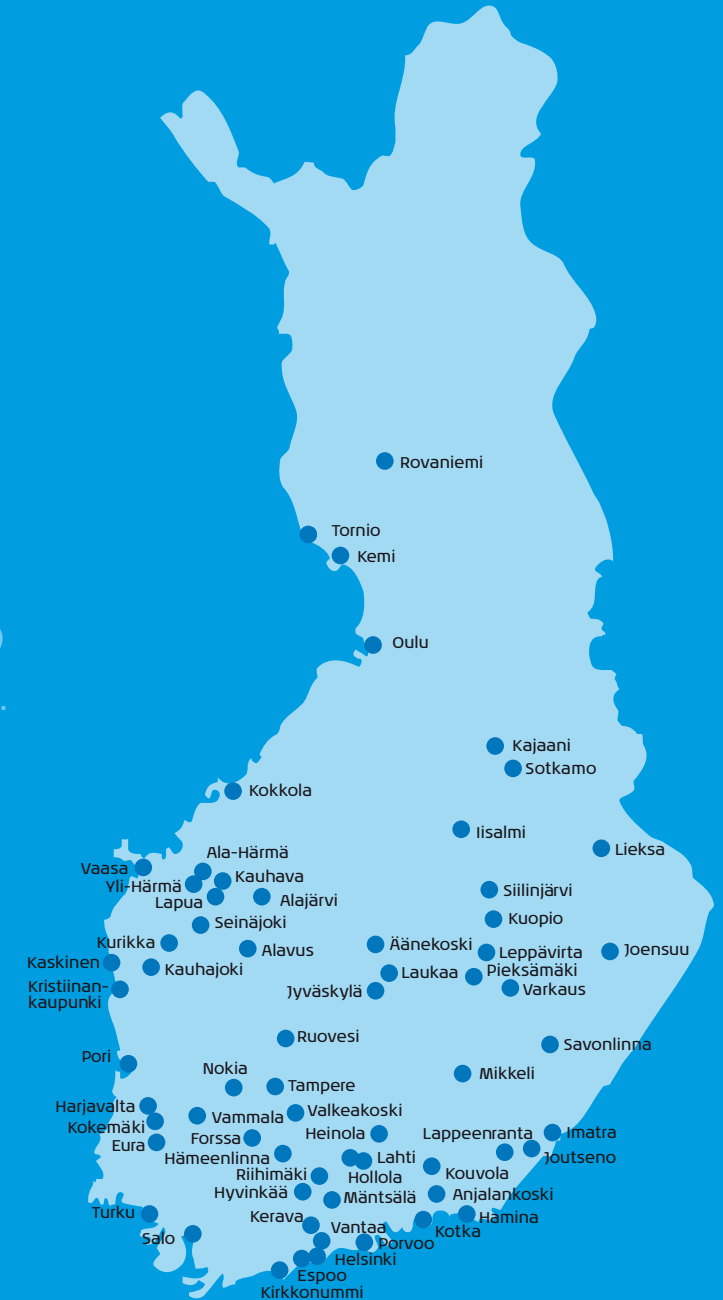 Rovaniemi
Tornio
Kemi
Oulu
Kajaani
Sotkamo
Kokkola
Iisalmi
Lieksa
Ala-Härmä
Vaasa
Kauhava
Yli-Härmä
Siilinjärvi
Lapua
Alajärvi
Kuopio
Seinäjoki
Kurikka
Äänekoski
Joensuu
Alavus
Leppävirta
Kaskinen
Kauhajoki
Laukaa
Pieksämäki
Kristiinan-
kaupunki
Jyväskylä
Varkaus
Ruovesi
Savonlinna
Pori
Nokia
Mikkeli
Tampere
Harjavalta
Valkeakoski
Vammala
Kokemäki
Heinola
Lappeenranta
Imatra
Forssa
Eura
Hämeenlinna
Lahti
Joutseno
Riihimäki
Hollola
Kouvola
Hyvinkää
Mäntsälä
Anjalankoski
Turku
Kerava
Hamina
Vantaa
Kotka
Salo
Porvoo
Helsinki
Espoo
Kirkkonummi